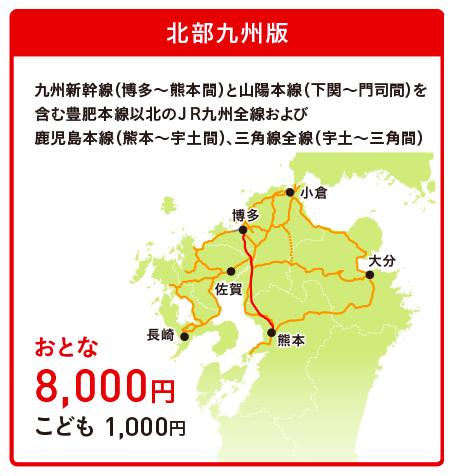 北部九州版
九州新幹線(博多～熊本間)と山陽本線(下関～門司間)を
含む豊肥本線以北のJR九州全線および
鹿児島本線(熊本～宇土間)、三角線全線(宇土～三角間)
小倉
博多
大分
佐賀
長崎
熊本
おとな
8,000円
こども 1,000円